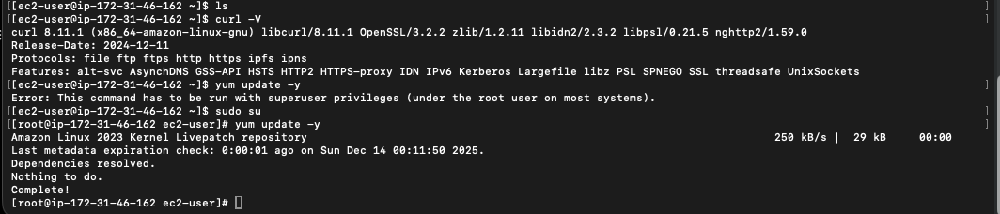 [[ec2-user@ip-172-31-46-162 ~]$ ls ]
[[ec2-user@ip-172-31-46-162 ~]$ curl -V ]
curl 8.11.1 (x86_64-amazon-linux-gnu) libcurl/8.11.1 OpenSSL/3.2.2 zlib/1.2.11 libidn2/2.3.2 libpsl/0.21.5 nghttp2/1.59.0
Release-Date: 2024-12-11
Protocols: file ftp ftps http https ipfs ipns
Features: alt-svc AsynchDNS GSS-API HSTS HTTP2 HTTPS-proxy IDN IPv6 Kerberos Largefile libz PSL SPNEGO SSL threadsafe UnixSockets
[[ec2-user@ip-172-31-46-162 ~]$ yum update -y ]
Error: This command has to be run with superuser privileges (under the root user on most systems).
[[ec2-user@ip-172-31-46-162 ~]$ sudo su ]
[[root@ip-172-31-46-162 ec2-user]# yum update -y ]
Amazon Linux 2023 Kernel Livepatch repository 250 kB/s | 29 kB 00:00
Last metadata expiration check: 0:00:01 ago on Sun Dec 14 00:11:50 2025.
Dependencies resolved.
Nothing to do.
Complete!
[root@ip-172-31-46-162 ec2-user]#